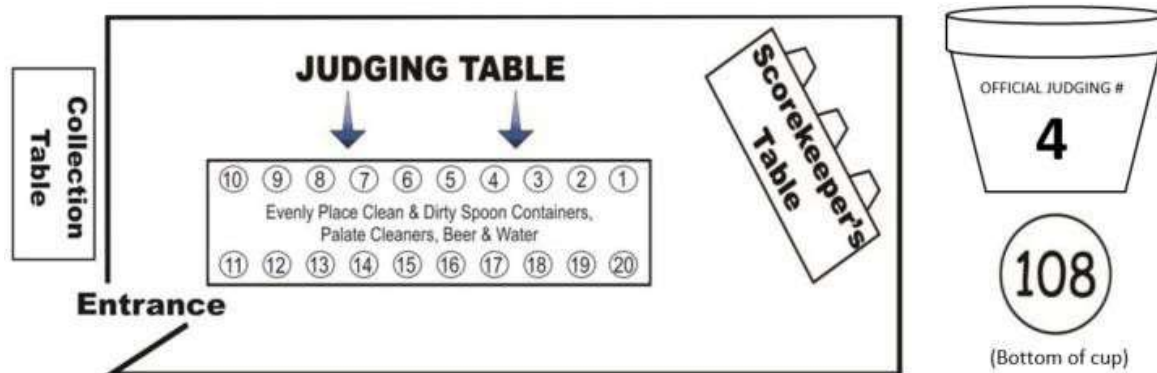 Collection
Table
JUDGING TABLE
10 9 8 7 6 5 4 3 2 1
Evenly Place Clean & Dirty Spoon Containers,
Palate Cleaners, Beer & Water
11 12 13 14 15 16 17 18 19 20
Entrance
Scorekeeper's
Table
OFFICIAL JUDGING #
4
108
(Bottom of cup)